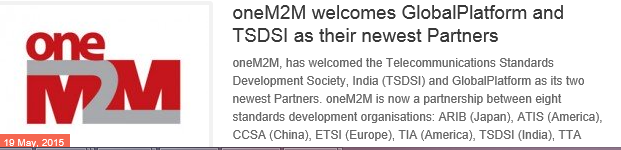 one
M2M
19 May, 2015
oneM2M welcomes GlobalPlatform and
TSDSI as their newest Partners
oneM2M, has welcomed the Telecommunications Standards
Development Society, India (TSDSI) and GlobalPlatform as its two
newest Partners. oneM2M is now a partnership between eight
standards development organisations: ARIB (Japan), ATIS (America),
CCSA (China), ETSI (Europe), TIA (America), TSDSI (India), TTA